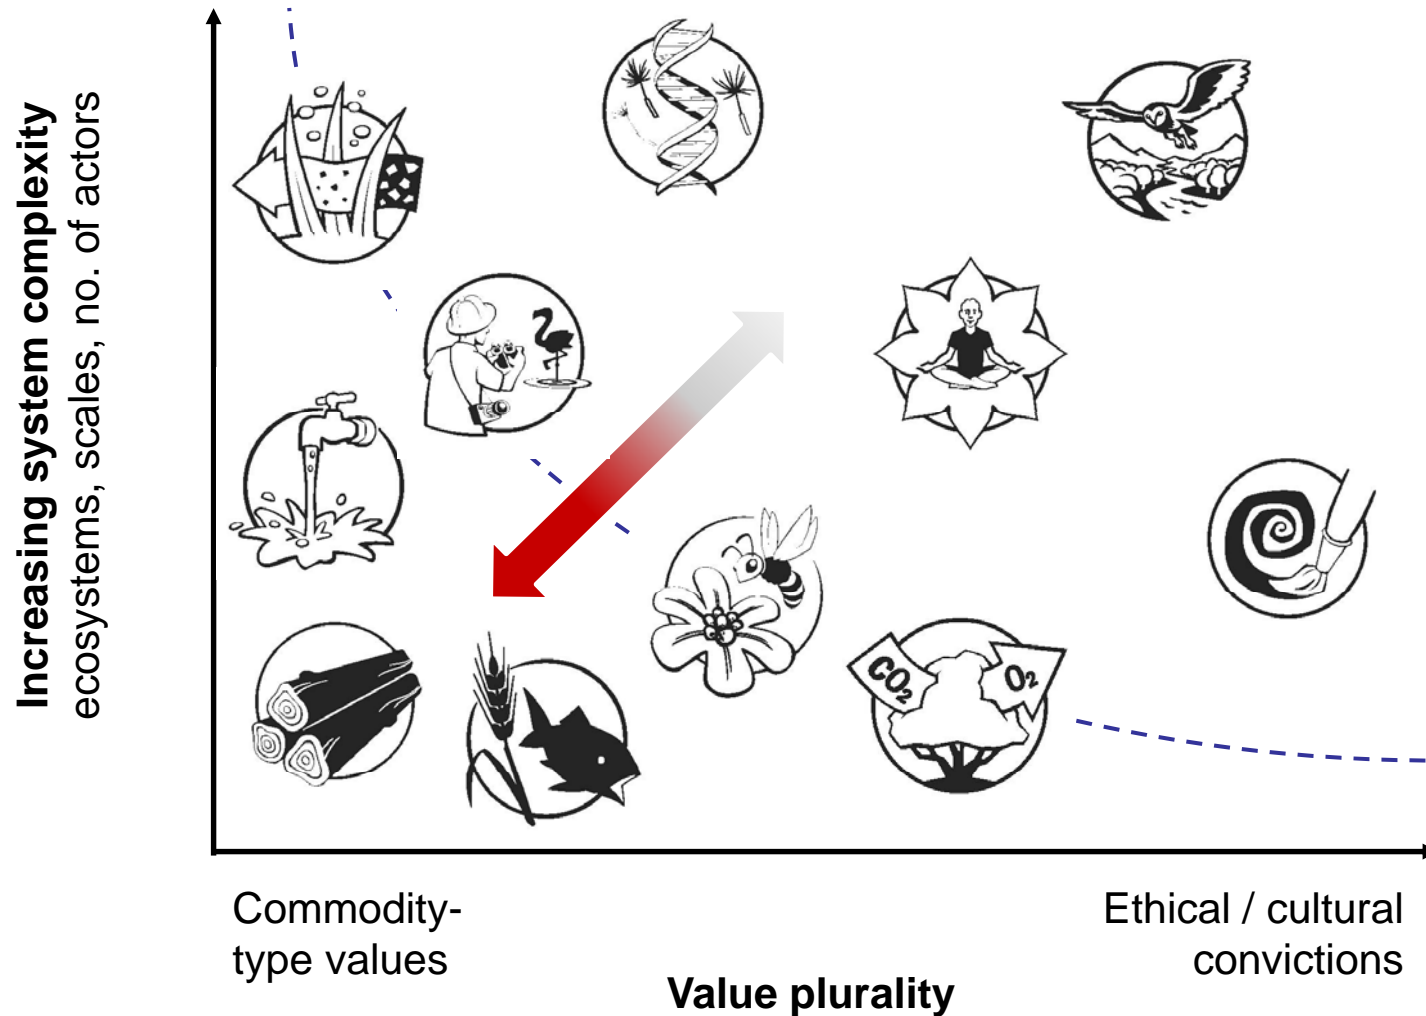 Increasing system complexity
ecosystems, scales, no. of actors
CO₂
O₂
Commodity-
type values
Ethical / cultural
convictions
Value plurality